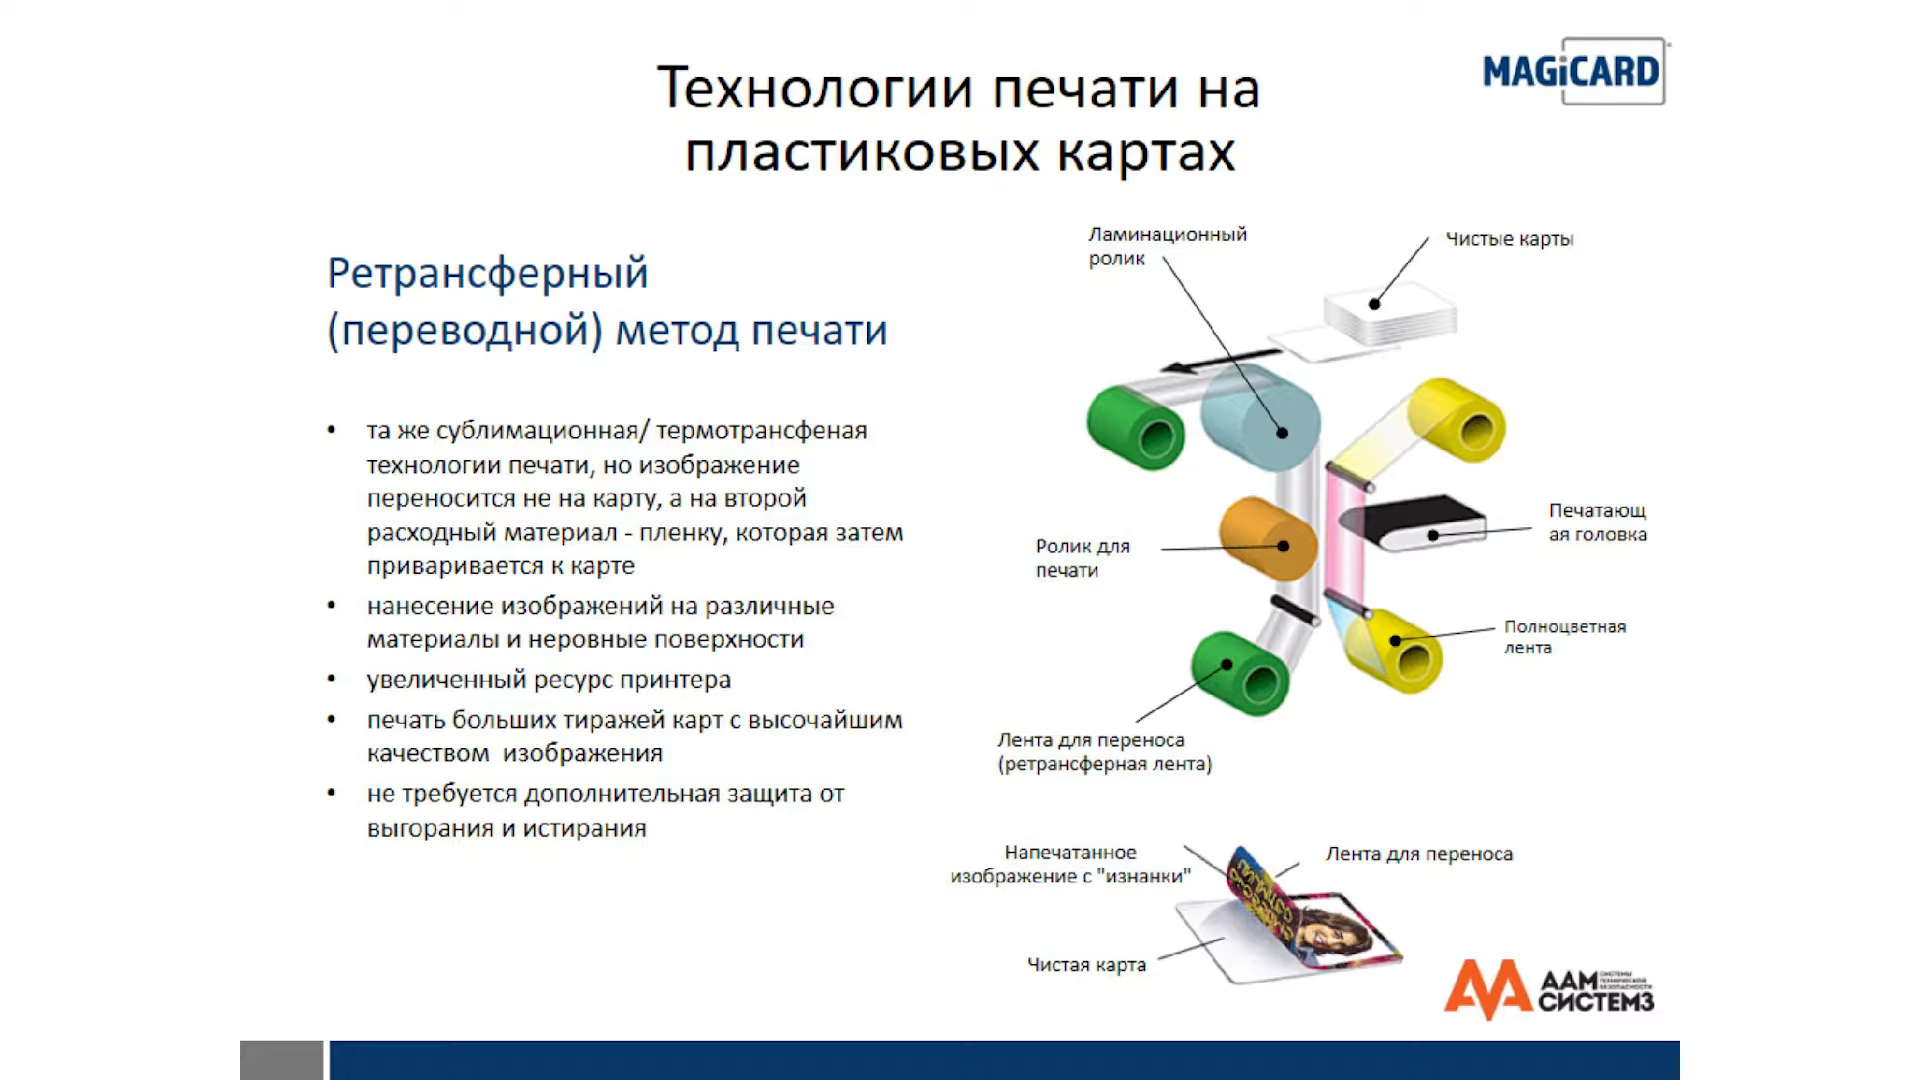 MAGiCARD
Технологии печати на
пластиковых картах
Ретрансферный
(переводной) метод печати
• та же сублимационная/ термотрансфеная
технологии печати, но изображение
переносится не на карту, а на второй
расходный материал - пленку, которая затем
приваривается к карте
• нанесение изображений на различные
материалы и неровные поверхности
• увеличенный ресурс принтера
• печать больших тиражей карт с высочайшим
качеством изображения
• не требуется дополнительная защита от
выгорания и истирания
Ламинационный
ролик
Чистые карты
Ролик для
печати
Печатающ
ая головка
Полноцветная
лента
Лента для переноса
(ретрансферная лента)
Напечатанное
изображение с "изнанки"
Лента для переноса
Чистая карта
ААМ
СИСТЕМЗ
СИСТЕМЫ
ТЕХНИЧЕСКОЙ
БЕЗОПАСНОСТИ